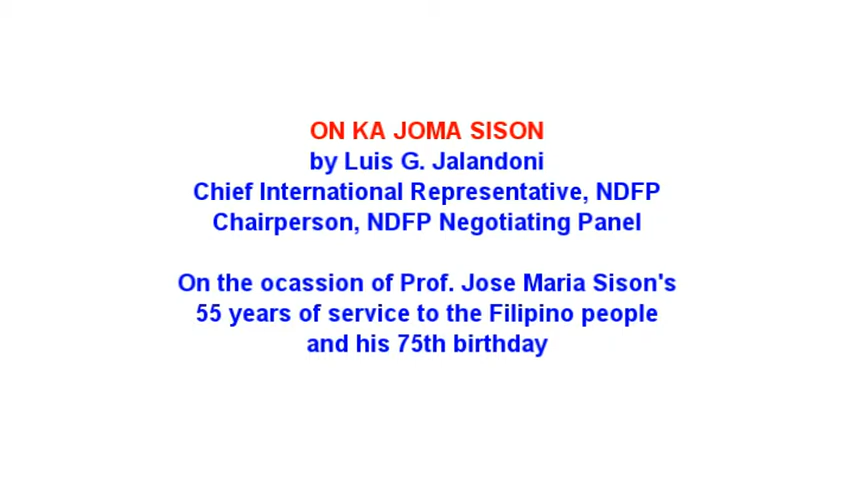 ON KA JOMA SISON
by Luis G. Jalandoni
Chief International Representative, NDFP
Chairperson, NDFP Negotiating Panel
On the ocassion of Prof. Jose Maria Sison's
55 years of service to the Filipino people
and his 75th birthday